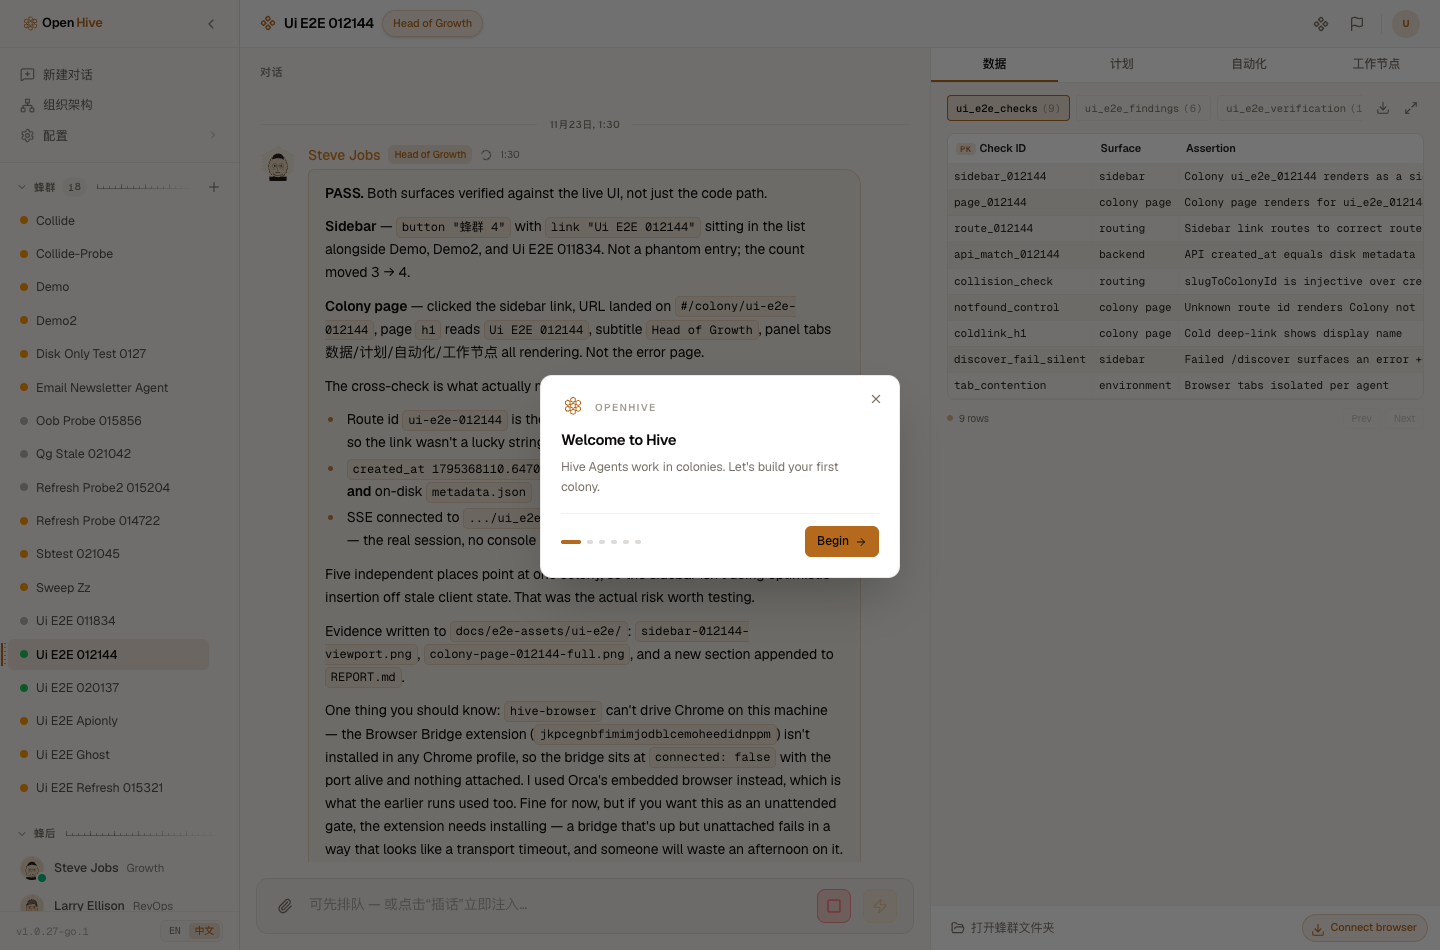 OpenHive
新建对话
组织架构
配置
蜂群 18
Collide
Collide-Probe
Demo
Demo2
Disk Only Test 0127
Email Newsletter Agent
Oob Probe 015856
Qg Stale 021042
Refresh Probe2 015204
Refresh Probe 014722
Sbtest 021045
Sweep Zz
Ui E2E 011834
Ui E2E 012144
Ui E2E 020137
Ui E2E Apionly
Ui E2E Ghost
Ui E2E Refresh 015321
蜂后
Steve Jobs Growth
Larry Ellison RevOps
v1.0.27-go.1
EN 中文
Ui E2E 012144 Head of Growth
U
对话
11月23日, 1:30
Steve Jobs Head of Growth 1:30
PASS. Both surfaces verified against the live UI, not just the code path.
Sidebar — button "蜂群 4" with link "Ui E2E 012144" sitting in the list
alongside Demo, Demo2, and Ui E2E 011834. Not a phantom entry; the count
moved 3 → 4.
Colony page — clicked the sidebar link, URL landed on #/colony/ui-e2e-
012144, page h1 reads Ui E2E 012144, subtitle Head of Growth, panel tabs
数据/计划/自动化/工作节点 all rendering. Not the error page.
The cross-check is what actually
Route id ui-e2e-012144 is the
so the link wasn't a lucky string
created_at 1795368110.6470
and on-disk metadata.json
SSE connected to .../ui_e2e
— the real session, no console
Five independent places point at one colony, so the sidebar isn't doing optimistic
insertion off stale client state. That was the actual risk worth testing.
Evidence written to docs/e2e-assets/ui-e2e/: sidebar-012144-
viewport.png, colony-page-012144-full.png, and a new section appended to
REPORT.md.
One thing you should know: hive-browser can't drive Chrome on this machine
— the Browser Bridge extension (jkpcegnbfimimjodblcemoheedidnppm) isn't
installed in any Chrome profile, so the bridge sits at connected: false with the
port alive and nothing attached. I used Orca's embedded browser instead, which is
what the earlier runs used too. Fine for now, but if you want this as an unattended
gate, the extension needs installing — a bridge that's up but unattached fails in a
way that looks like a transport timeout, and someone will waste an afternoon on it.
可先排队 — 或点击“插话”立即注入...
OPENHIVE
Welcome to Hive
Hive Agents work in colonies. Let's build your first
colony.
Begin →
数据 计划 自动化 工作节点
ui_e2e_checks (9) ui_e2e_findings (6) ui_e2e_verification (1
PK Check ID Surface Assertion
sidebar_012144 sidebar Colony ui_e2e_012144 renders as a si
page_012144 colony page Colony page renders for ui_e2e_01214
route_012144 routing Sidebar link routes to correct route
api_match_012144 backend API created_at equals disk metadata
collision_check routing slugToColonyId is injective over cre
notfound_control colony page Unknown route id renders Colony not
coldlink_h1 colony page Cold deep-link shows display name
discover_fail_silent sidebar Failed /discover surfaces an error +
tab_contention environment Browser tabs isolated per agent
9 rows Prev Next
打开蜂群文件夹
Connect browser